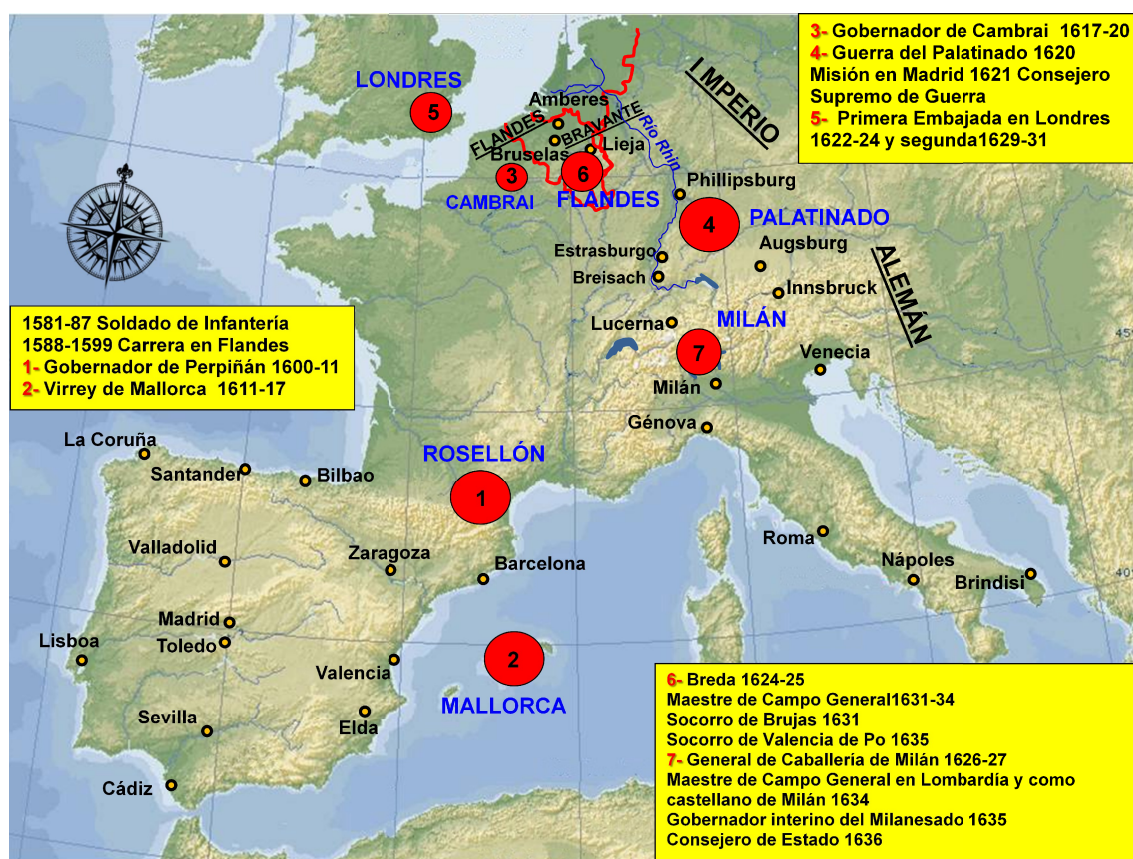 3- Gobernador de Cambrai 1617-20
4- Guerra del Palatinado 1620
Misión en Madrid 1621 Consejero
Supremo de Guerra
5- Primera Embajada en Londres
1622-24 y segunda1629-31
LONDRES
5
IMPERIO
Amberes
FLANDES
BRAVANTE
Bruselas
Lieja
Río Rhin
3
6
CAMBRAI
FLANDES
Phillipsburg
4
PALATINADO
Estrasburgo
Augsburg
Breisach
Innsbruck
ALEMÁN
1581-87 Soldado de Infantería
1588-1599 Carrera en Flandes
1- Gobernador de Perpiñán 1600-11
2- Virrey de Mallorca 1611-17
Lucerna
MILÁN
7
Venecia
45°
Milán
Génova
La Coruña
Santander
Bilbao
ROSELLÓN
1
Valladolid
Zaragoza
Barcelona
Roma
Nápoles
Brindisi
40°
Madrid
Lisboa
Toledo
Valencia
2
MALLORCA
Sevilla
Elda
Cádiz
6- Breda 1624-25
Maestre de Campo General1631-34
Socorro de Brujas 1631
Socorro de Valencia de Po 1635
7- General de Caballería de Milán 1626-27
Maestre de Campo General en Lombardía y como
castellano de Milán 1634
Gobernador interino del Milanesado 1635
Consejero de Estado 1636